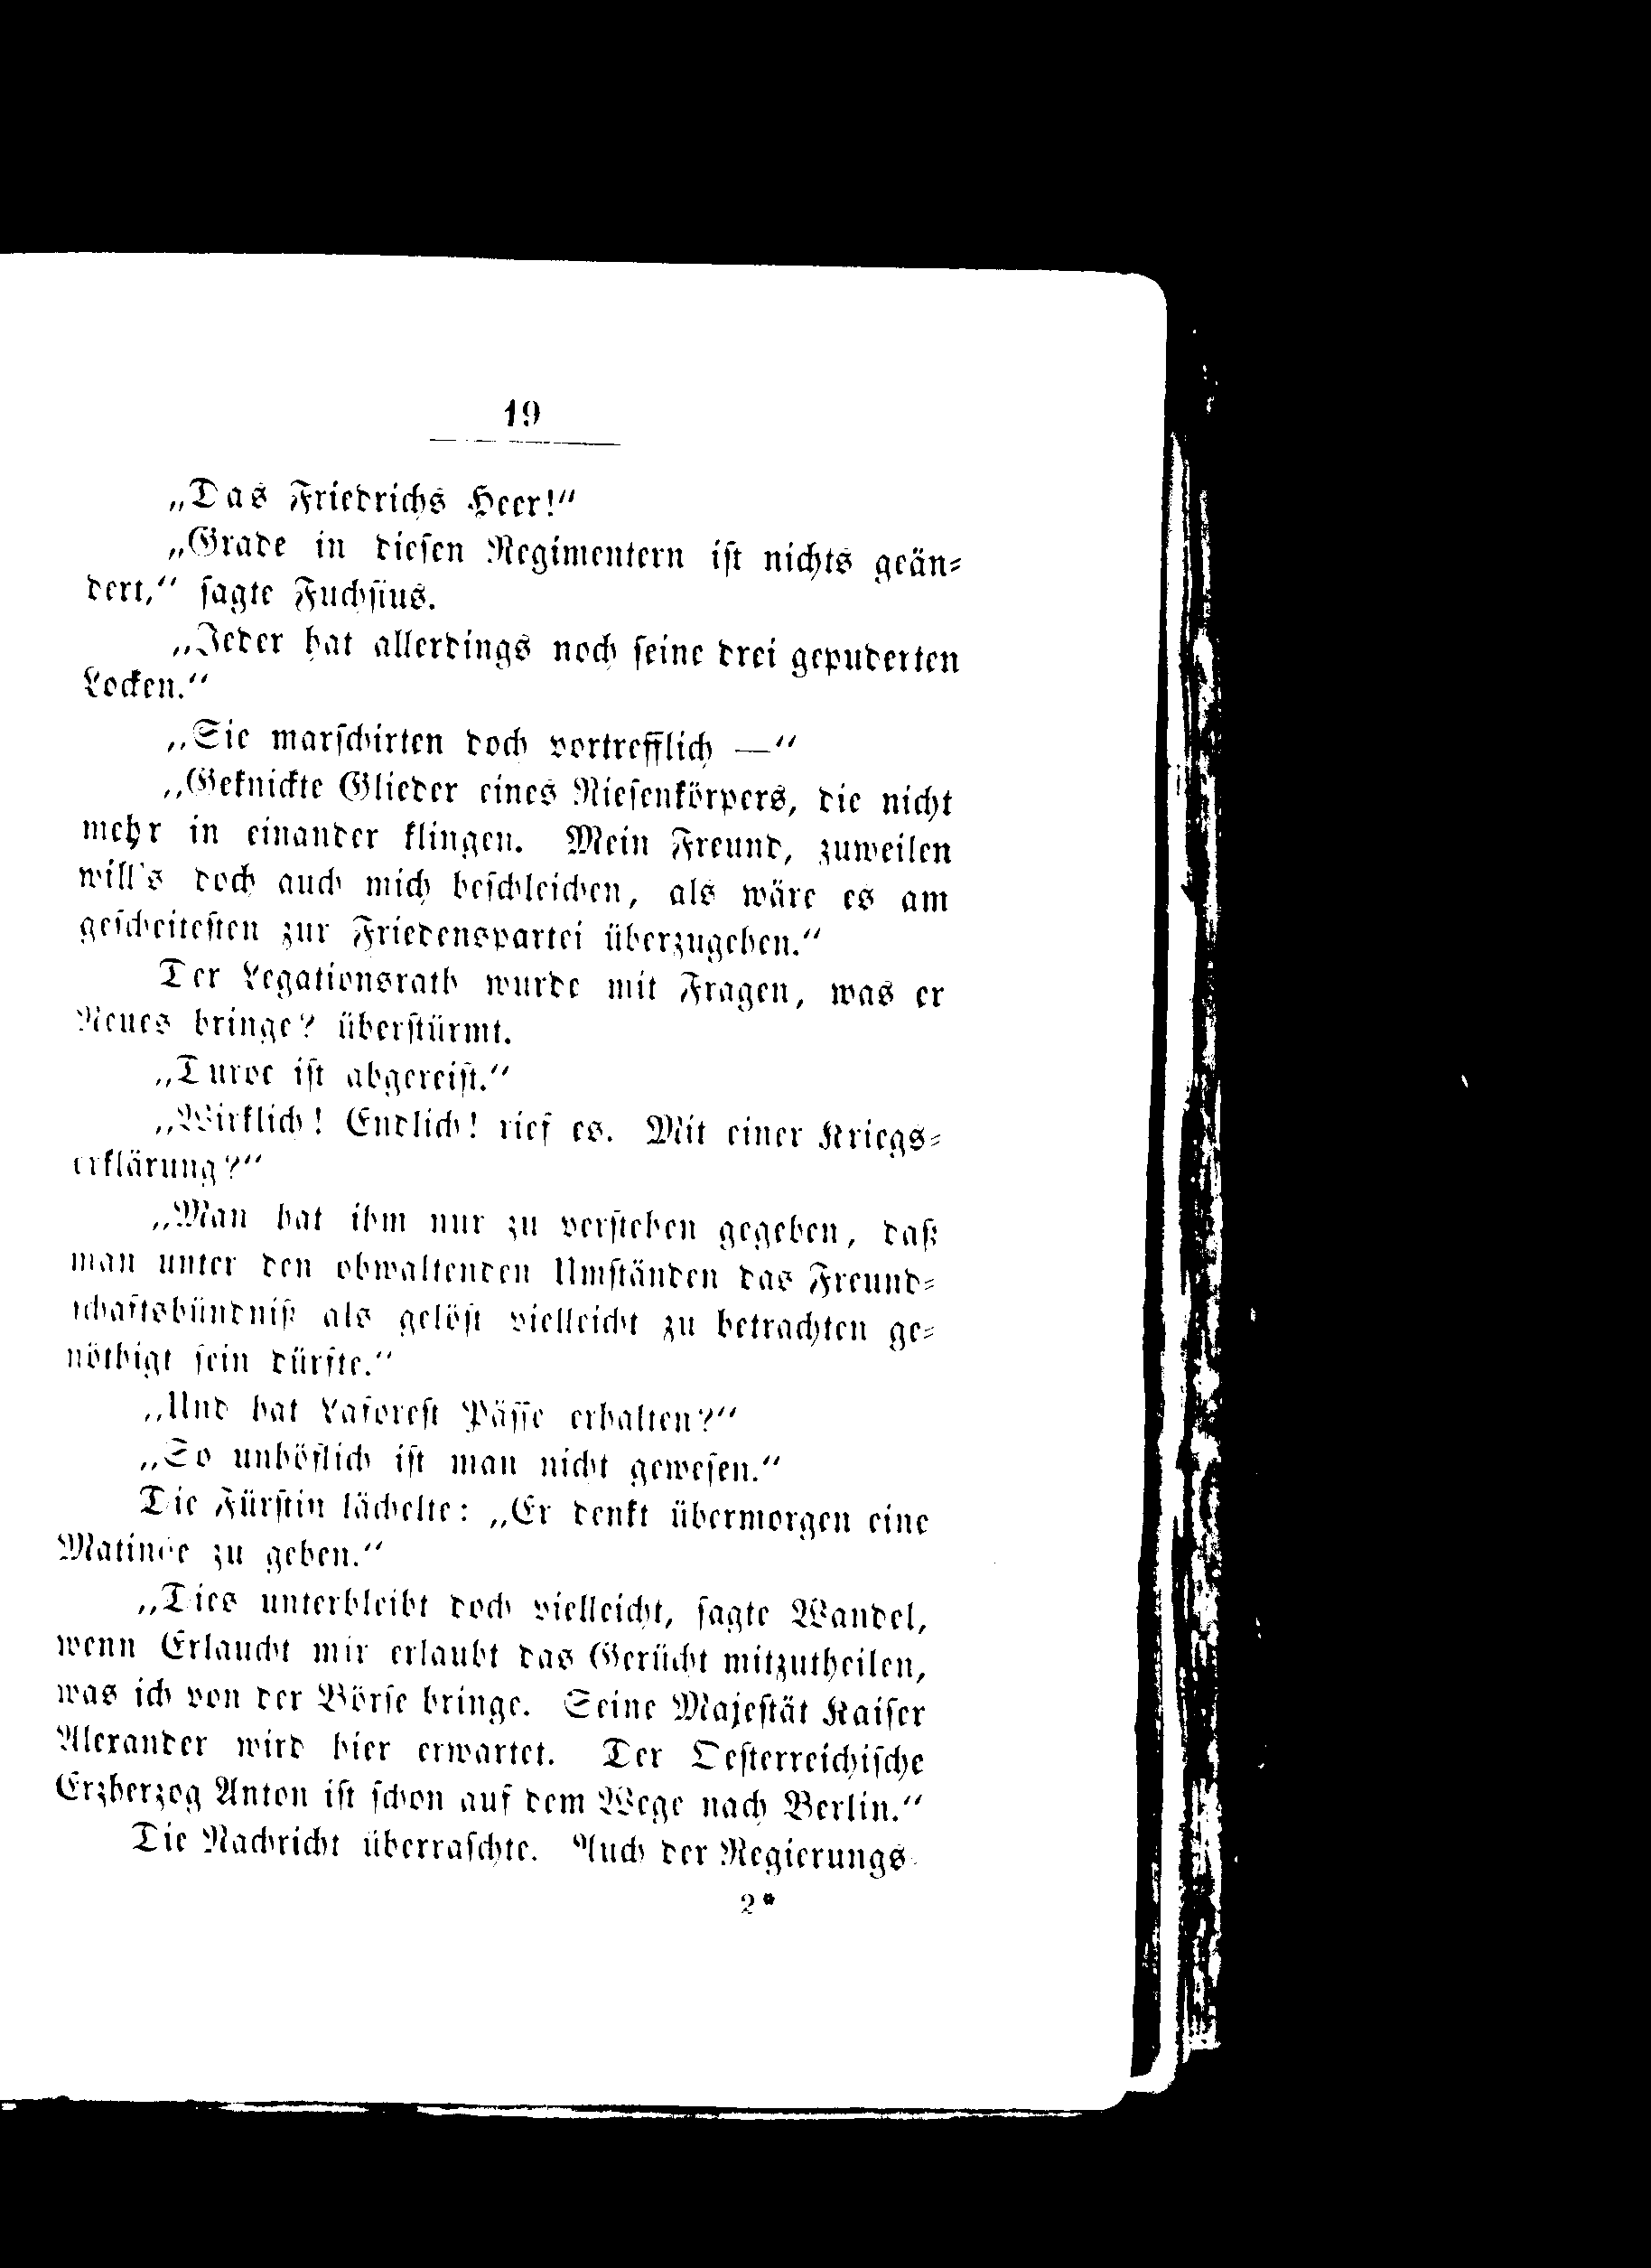 19
„Das Friedrichs Heer!“
„Grade in dieſen Regimentern iſt nichts geän⸗
dert,“ ſagte Fuchſius.
„Jeder hat allerdings noch ſeine drei gepuderten
Locken.“
„Sie marſchirten doch vortrefflich —“
„Geknickte Glieder eines Rieſenkörpers, die nicht
mehr in einander klingen. Mein Freund, zuweilen
will's doch auch mich beſchleichen, als wäre es am
geſcheiteſten zur Friedenspartei überzugehen.“
Der Legationsrath wurde mit Fragen, was er
Neues bringe? überſtürmt.
„Duroc iſt abgereiſt.“
„Wirklich! Endlich! rief es. Mit einer Kriegs⸗
erklärung?“
„Man hat ihm nur zu verſtehen gegeben, daß
man unter den obwaltenden Umſtänden das Freund⸗
ſchaftsbündniß als gelöſt vielleicht zu betrachten ge⸗
nöthigt ſein dürfte.“
„Und hat Laforeſt Päſſe erhalten?“
„So unhöflich iſt man nicht geweſen.“
Die Fürſtin lächelte: „Er denkt übermorgen eine
Matinée zu geben.“
„Dies unterbleibt doch vielleicht, ſagte Wandel,
wenn Erlaucht mir erlaubt das Gerücht mitzutheilen,
was ich von der Börſe bringe. Seine Majeſtät Kaiſer
Alexander wird hier erwartet. Der Oeſterreichiſche
Erzherzog Anton iſt ſchon auf dem Wege nach Berlin.“
Die Nachricht überraſchte. Auch der Regierungs⸗
2*